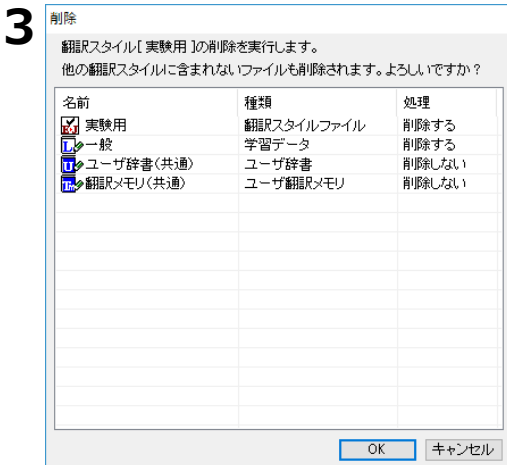 3
削除
翻訳スタイル[ 実験用 ]の削除を実行します。
他の翻訳スタイルに含まれないファイルも削除されます。よろしいですか？
名前 種類 処理
実験用 翻訳スタイルファイル 削除する
一般 学習データ 削除する
ユーザ辞書(共通) ユーザ辞書 削除しない
翻訳メモリ(共通) ユーザ翻訳メモリ 削除しない
OK キャンセル